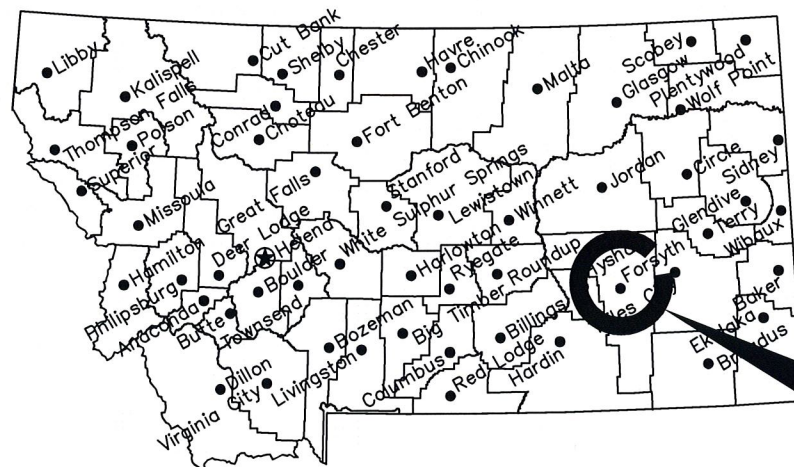 Libby
Cut Bank
Shelby
Chester
Havre
Chinook
Scobey
Plentywood
Kalispell
Malta
Glasgow
Wolf Point
Thompson Falls
Polson
Conrad
Choteau
Fort Benton
Superior
Great Falls
Stanford
Jordan
Circle
Sidney
Missoula
White Sulphur Springs
Lewistown
Winnett
Glendive
Terry
Wibaux
Hamilton
Deer Lodge
Helena
Boulder
Harlowton
Ryegate
Roundup
Forsyth
Baker
Philipsburg
Anaconda
Butte
Townsend
Bozeman
Big Timber
Billings
Ekalaka
Broadus
Dillon
Virginia City
Livingston
Columbus
Red Lodge
Hardin